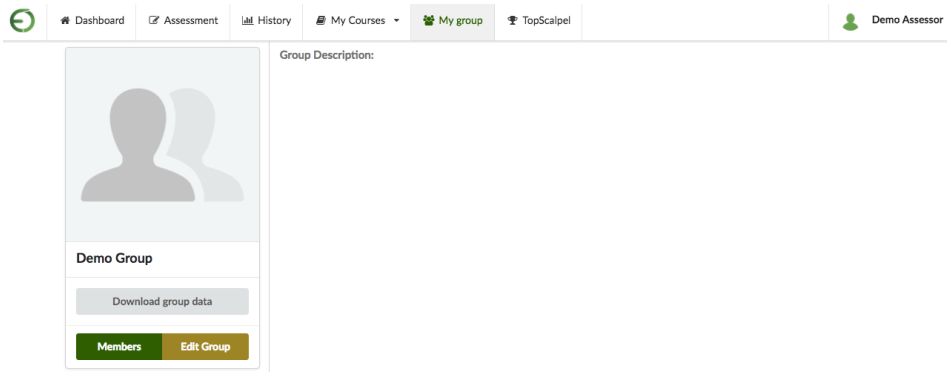 Dashboard Assessment History My Courses My group TopScalpel Demo Assessor
Group Description:
Demo Group
Download group data
Members Edit Group